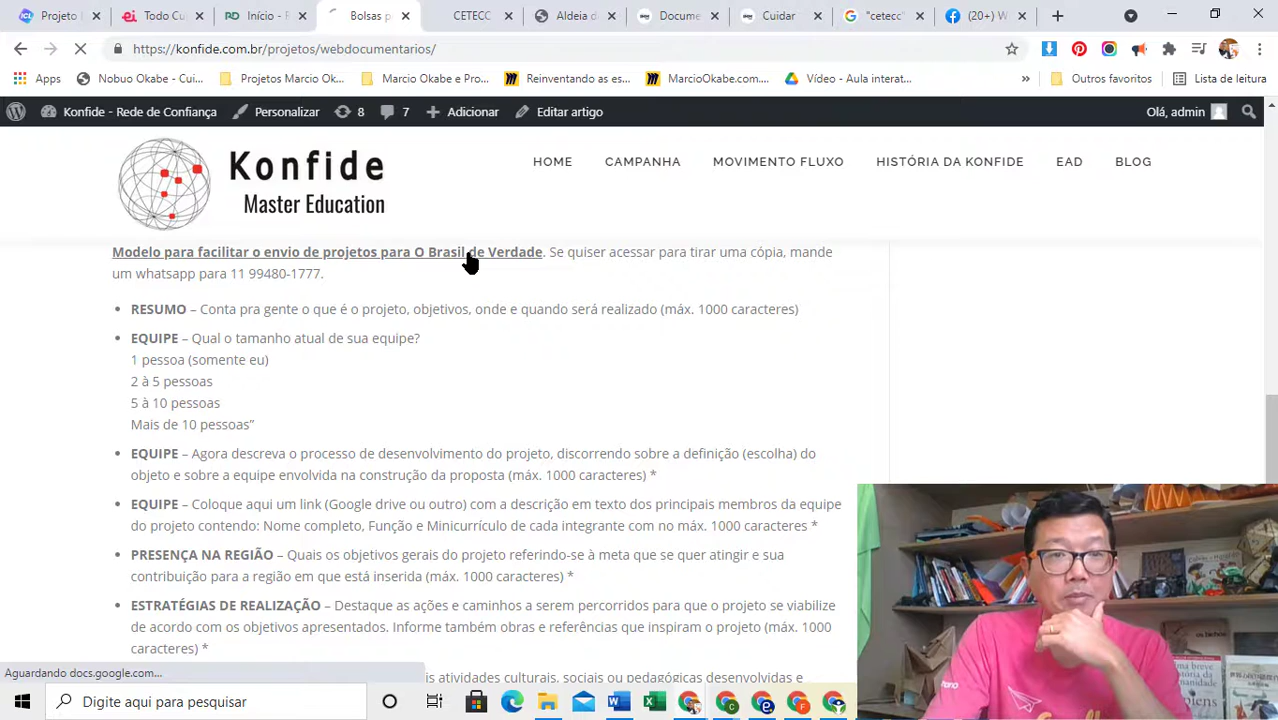 Projeto
Todo Cul
Início -
Bolsas p
CETECC
Aldeia d
Docume
Cuidar
"cetecc"
(20+) W
https://konfide.com.br/projetos/webdocumentarios/
Apps
Nobuo Okabe - Cui...
Projetos Marcio Ok...
Marcio Okabe - Pro...
Reinventando as es...
MarcioOkabe.com....
Vídeo - Aula interat...
»
Outros favoritos
Lista de leitura
Konfide - Rede de Confiança
Personalizar
8
7
Adicionar
Editar artigo
Olá, admin
Konfide
Master Education
HOME
CAMPANHA
MOVIMENTO FLUXO
HISTÓRIA DA KONFIDE
EAD
BLOG
Modelo para facilitar o envio de projetos para O Brasil de Verdade. Se quiser acessar para tirar uma cópia, mande
um whatsapp para 11 99480-1777.
• RESUMO – Conta pra gente o que é o projeto, objetivos, onde e quando será realizado (máx. 1000 caracteres)
• EQUIPE – Qual o tamanho atual de sua equipe?
1 pessoa (somente eu)
2 à 5 pessoas
5 à 10 pessoas
Mais de 10 pessoas”
• EQUIPE – Agora descreva o processo de desenvolvimento do projeto, discorrendo sobre a definição (escolha) do
objeto e sobre a equipe envolvida na construção da proposta (máx. 1000 caracteres) *
• EQUIPE – Coloque aqui um link (Google drive ou outro) com a descrição em texto dos principais membros da equipe
do projeto contendo: Nome completo, Função e Minicurrículo de cada integrante com no máx. 1000 caracteres *
• PRESENÇA NA REGIÃO – Quais os objetivos gerais do projeto referindo-se à meta que se quer atingir e sua
contribuição para a região em que está inserida (máx. 1000 caracteres) *
• ESTRATÉGIAS DE REALIZAÇÃO – Destaque as ações e caminhos a serem percorridos para que o projeto se viabilize
de acordo com os objetivos apresentados. Informe também obras e referências que inspiram o projeto (máx. 1000
caracteres) *
is atividades culturais, sociais ou pedagógicas desenvolvidas e
Aguardando docs.google.com...
Digite aqui para pesquisar